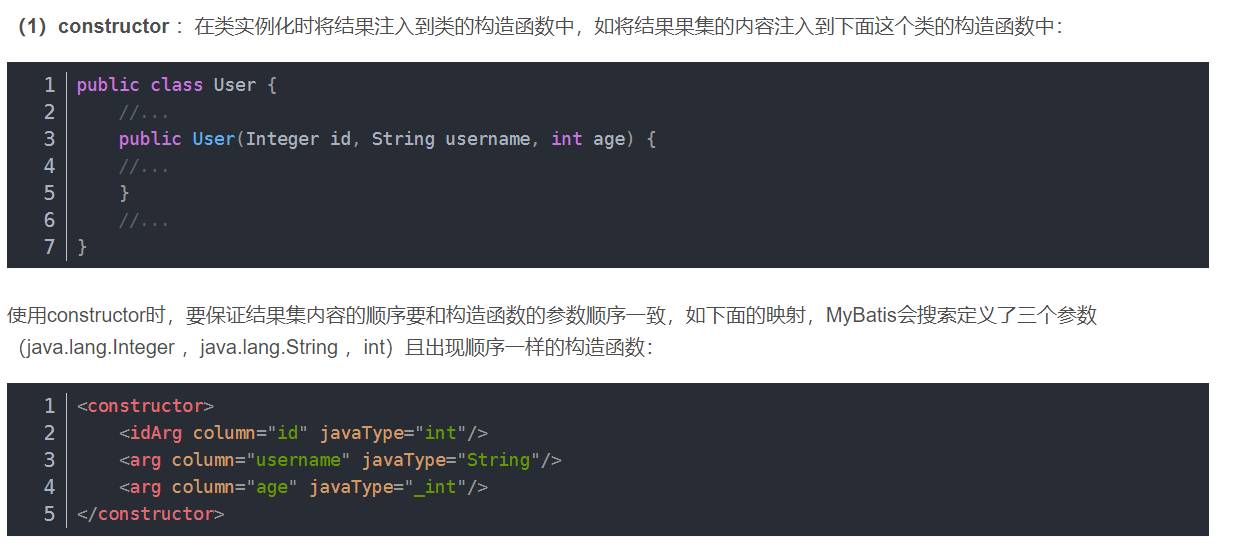 （1）constructor ：在类实例化时将结果注入到类的构造函数中，如将结果果集的内容注入到下面这个类的构造函数中：
1 public class User {
2     //...
3     public User(Integer id, String username, int age) {
4     //...
5     }
6     //...
7 }
使用constructor时，要保证结果集内容的顺序要和构造函数的参数顺序一致，如下面的映射，MyBatis会搜索定义了三个参数
（java.lang.Integer ，java.lang.String ，int）且出现顺序一样的构造函数：
1 <constructor>
2     <idArg column="id" javaType="int"/>
3     <arg column="username" javaType="String"/>
4     <arg column="age" javaType="_int"/>
5 </constructor>